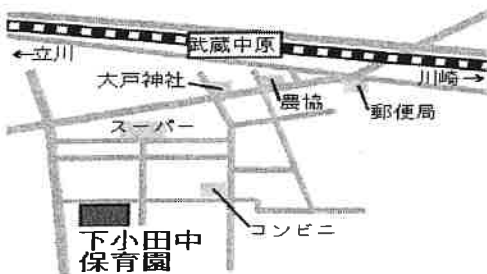 武蔵中原
←立川
川崎→
大戸神社
農協
郵便局
スーパー
コンビニ
下小田中
保育園